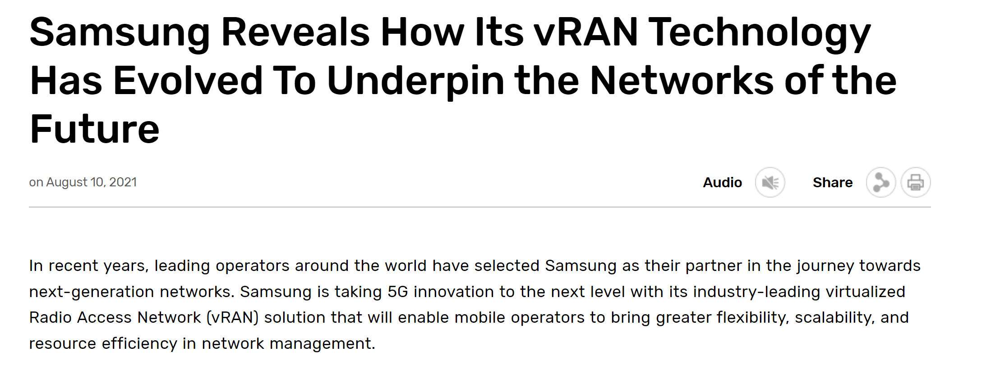 Samsung Reveals How Its vRAN Technology
Has Evolved To Underpin the Networks of the
Future
on August 10, 2021
Audio
Share
In recent years, leading operators around the world have selected Samsung as their partner in the journey towards
next-generation networks. Samsung is taking 5G innovation to the next level with its industry-leading virtualized
Radio Access Network (vRAN) solution that will enable mobile operators to bring greater flexibility, scalability, and
resource efficiency in network management.